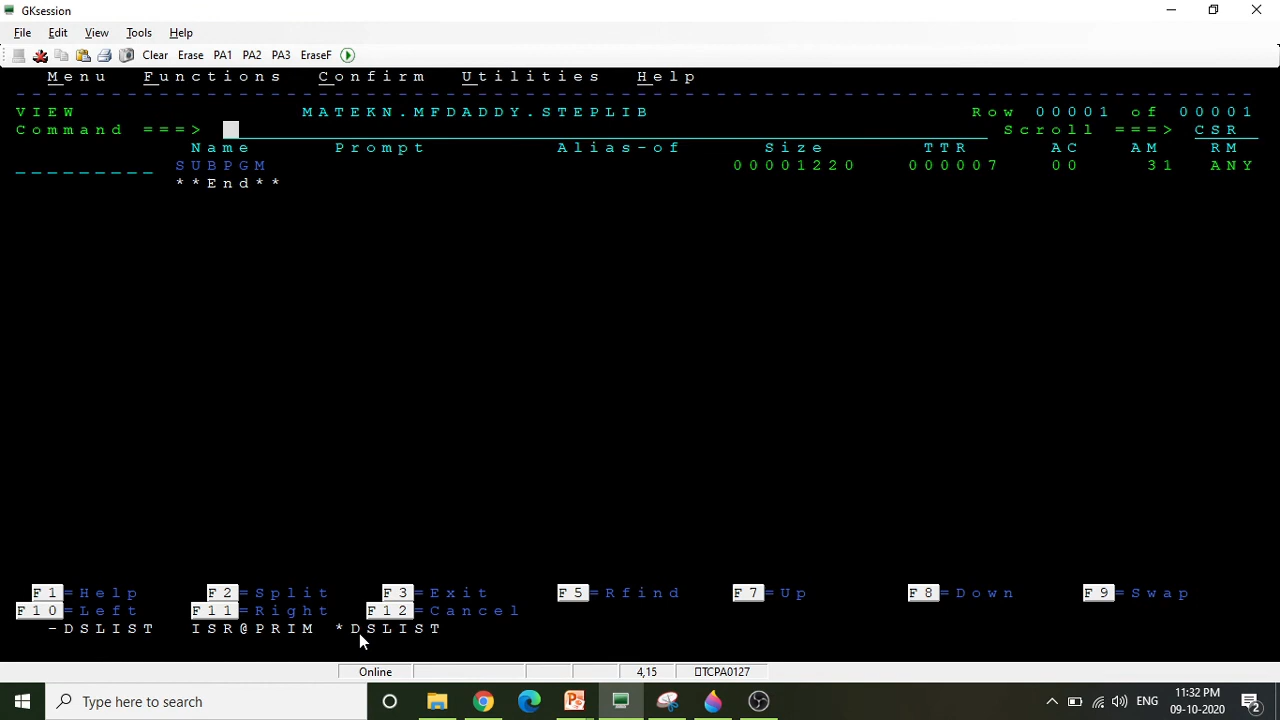 GKsession
File Edit View Tools Help
Clear Erase PA1 PA2 PA3 EraseF
Menu Functions Confirm Utilities Help
VIEW MATEKN.MFDADDY.STEPLIB Row 00001 of 00001
Command ===> Scroll ===> CSR
Name Prompt Alias-of Size TTR AC AM RM
_________ SUBPGM 00001220 000007 00 31 ANY
**End**
F1=Help F2=Split F3=Exit F5=Rfind F7=Up F8=Down F9=Swap
F10=Left F11=Right F12=Cancel
-DSLIST ISR@PRIM *DSLIST
Online 4,15 TCPA0127
Type here to search
ENG 11:32 PM
09-10-2020 2